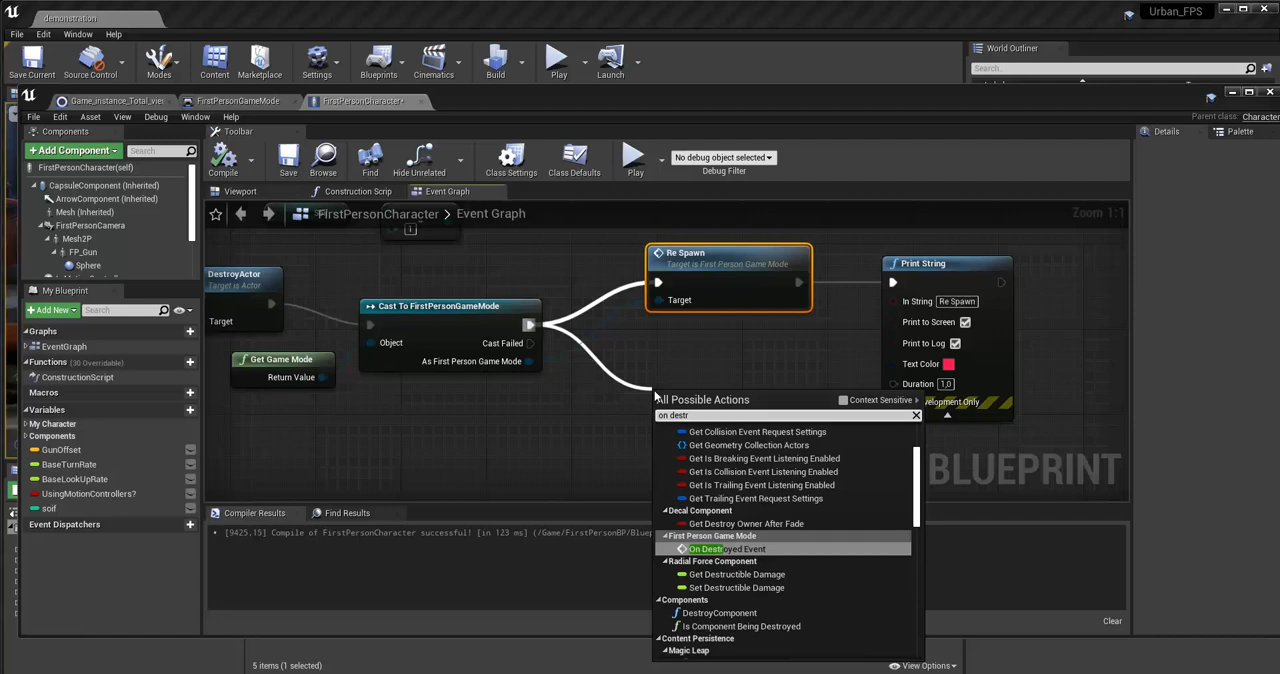 demonstration
Urban_FPS
File Edit Window Help
Save Current
Source Control
Modes
Content
Marketplace
Settings
Blueprints
Cinematics
Build
Play
Launch
World Outliner
Search..
Game_instance_Total_vie
FirstPersonGameMode
FirstPersonCharacter*
File Edit Asset View Debug Window Help
Parent class: Character
Components
+ Add Component
Search
FirstPersonCharacter(self)
CapsuleComponent (Inherited)
ArrowComponent (Inherited)
Mesh (Inherited)
FirstPersonCamera
Mesh2P
FP_Gun
Sphere
My Blueprint
+ Add New
Search
Graphs
EventGraph
Functions (30 Overridable)
ConstructionScript
Macros
Variables
My Character
Components
GunOffset
BaseTurnRate
BaseLookUpRate
UsingMotionControllers?
soif
Event Dispatchers
Toolbar
Compile
Save
Browse
Find
Hide Unrelated
Class Settings
Class Defaults
Play
No debug object selected
Debug Filter
Details
Palette
Viewport
Construction Scrip
Event Graph
FirstPersonCharacter > Event Graph
Zoom 1:1
i
DestroyActor
Target is Actor
Target
Get Game Mode
Return Value
Cast To FirstPersonGameMode
Object
Cast Failed
As First Person Game Mode
Re Spawn
Target is First Person Game Mode
Target
Print String
In String Re Spawn
Print to Screen
Print to Log
Text Color
Duration 1,0
velopment Only
BLUEPRINT
All Possible Actions
Context Sensitive
on destr
Get Collision Event Request Settings
Get Geometry Collection Actors
Get Is Breaking Event Listening Enabled
Get Is Collision Event Listening Enabled
Get Is Trailing Event Listening Enabled
Get Trailing Event Request Settings
Decal Component
Get Destroy Owner After Fade
First Person Game Mode
On Destroyed Event
Radial Force Component
Get Destructible Damage
Set Destructible Damage
Components
DestroyComponent
Is Component Being Destroyed
Content Persistence
Magic Leap
Compiler Results
Find Results
[9425,15] Compile of FirstPersonCharacter successful! [in 123 ms] (/Game/FirstPersonBP/Blue
Clear
5 items (1 selected)
View Options